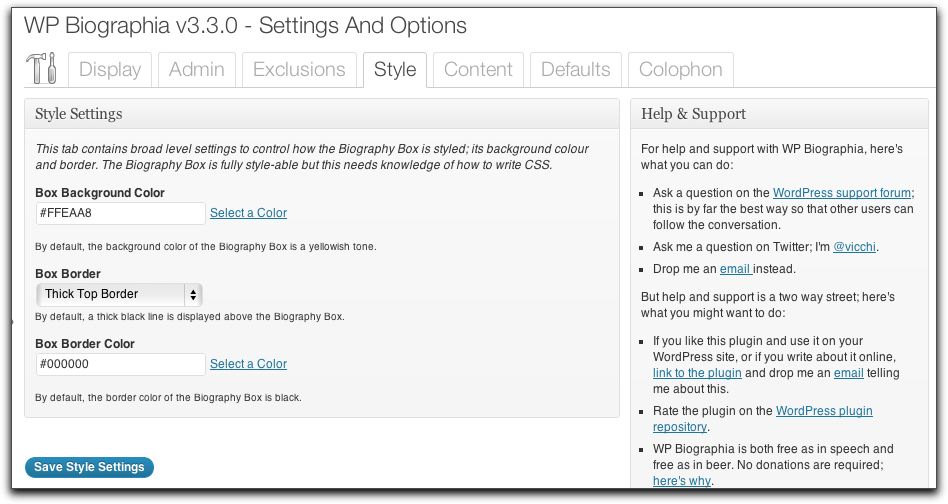 WP Biographia v3.3.0 - Settings And Options
Display Admin Exclusions Style Content Defaults Colophon
Style Settings
This tab contains broad level settings to control how the Biography Box is styled; its background colour
and border. The Biography Box is fully style-able but this needs knowledge of how to write CSS.
Box Background Color
#FFEAA8 Select a Color
By default, the background color of the Biography Box is a yellowish tone.
Box Border
Thick Top Border
By default, a thick black line is displayed above the Biography Box.
Box Border Color
#000000 Select a Color
By default, the border color of the Biography Box is black.
Save Style Settings
Help & Support
For help and support with WP Biographia, here's
what you can do:
Ask a question on the WordPress support forum;
this is by far the best way so that other users can
follow the conversation.
Ask me a question on Twitter; I'm @vicchi.
Drop me an email instead.
But help and support is a two way street; here's
what you might want to do:
If you like this plugin and use it on your
WordPress site, or if you write about it online,
link to the plugin and drop me an email telling
me about this.
Rate the plugin on the WordPress plugin
repository.
WP Biographia is both free as in speech and
free as in beer. No donations are required;
here's why.